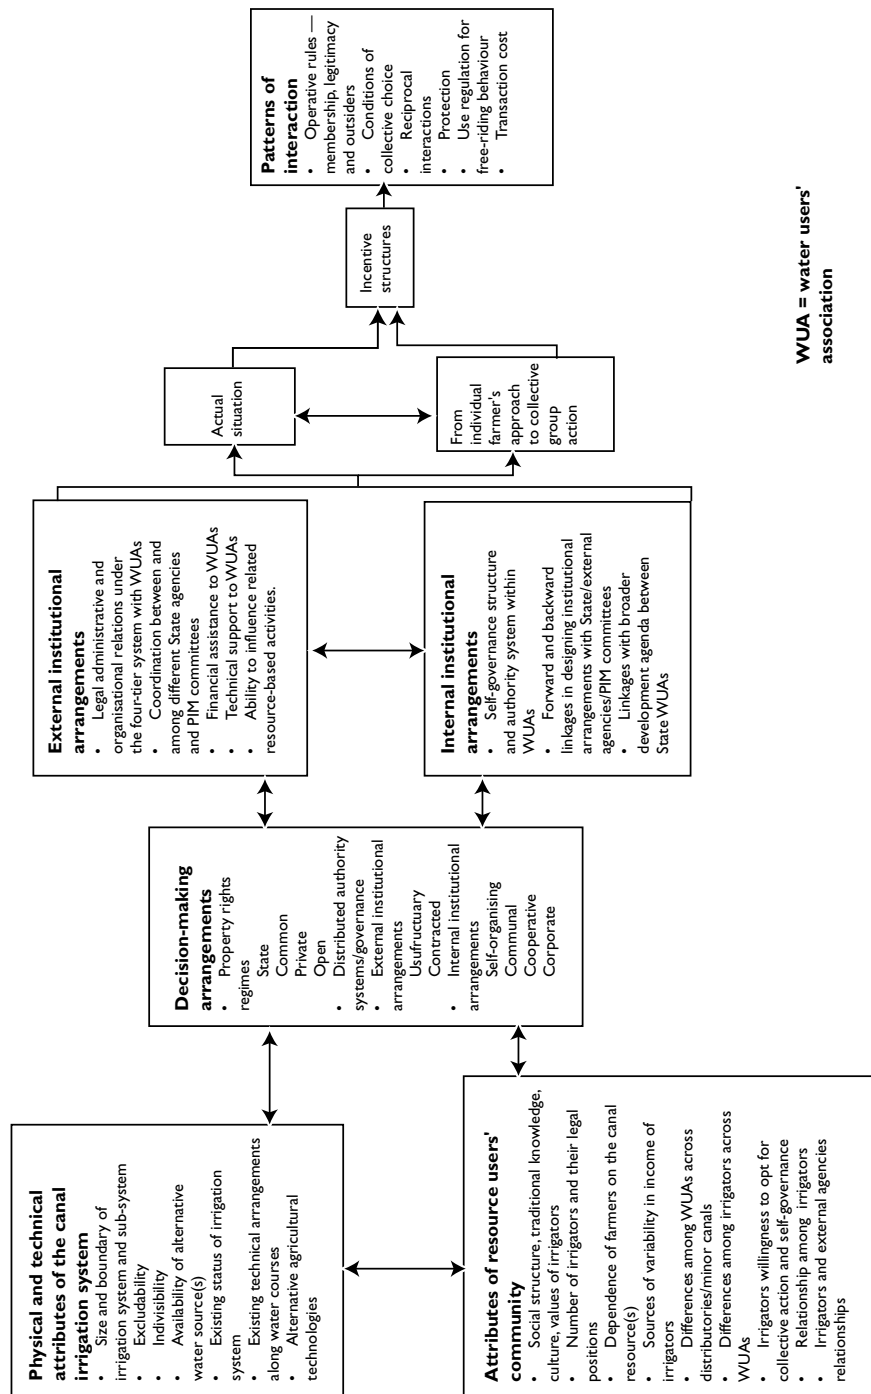 Physical and technical
attributes of the canal
irrigation system
• Size and boundary of
irrigation system and sub-system
• Excludability
• Indivisibility
• Availability of alternative
water source(s)
• Existing status of irrigation
system
• Existing technical arrangements
along water courses
• Alternative agricultural
technologies
Attributes of resource users'
community
• Social structure, traditional knowledge,
culture, values of irrigators
• Number of irrigators and their legal
positions
• Dependence of farmers on the canal
resource(s)
• Sources of variability in income of
irrigators
• Differences among WUAs across
distributories/minor canals
• Differences among irrigators across
WUAs
• Irrigators willingness to opt for
collective action and self-governance
• Relationship among irrigators
• Irrigators and external agencies
relationships
Decision-making
arrangements
• Property rights
regimes
State
Common
Private
Open
• Distributed authority
systems/governance
• External institutional
arrangements
Usufructuary
Contracted
• Internal institutional
arrangements
Self-organising
Communal
Cooperative
Corporate
External institutional
arrangements
• Legal administrative and
organisational relations under
the four-tier system with WUAs
• Coordination between and
among different State agencies
and PIM committees
• Financial assistance to WUAs
• Technical support to WUAs
• Ability to influence related
resource-based activities.
Internal institutional
arrangements
• Self-governance structure
and authority system within
WUAs
• Forward and backward
linkages in designing institutional
arrangements with State/external
agencies/PIM committees
• Linkages with broader
development agenda between
State WUAs
Actual
situation
From
individual
farmer's
approach
to collective
group
action
Incentive
structures
Patterns of
interaction
• Operative rules —
membership, legitimacy
and outsiders
• Conditions of
collective choice
• Reciprocal
interactions
• Protection
• Use regulation for
free-riding behaviour
• Transaction cost
WUA = water users'
association